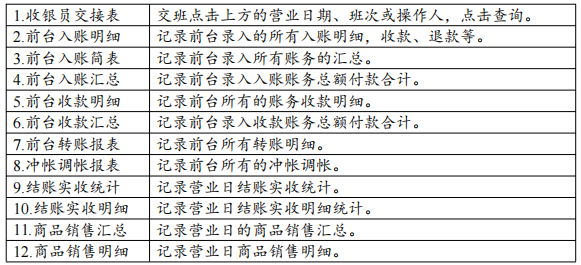 1.收银员交接表 交班点击上方的营业日期、班次或操作人，点击查询。
2.前台入账明细 记录前台录入的所有入账明细，收款、退款等。
3.前台入账简表 记录前台录入所有账务的汇总。
4.前台入账汇总 记录前台录入入账账务总额付款合计。
5.前台收款明细 记录前台所有的账务收款明细。
6.前台收款汇总 记录前台录入收款账务总额付款合计。
7.前台转账报表 记录前台所有转账明细。
8.冲帐调帐报表 记录前台所有的冲帐调帐。
9.结账实收统计 记录营业日结账实收统计。
10.结账实收明细 记录营业日结账实收明细统计。
11.商品销售汇总 记录营业日的商品销售汇总。
12.商品销售明细 记录营业日商品销售明细。